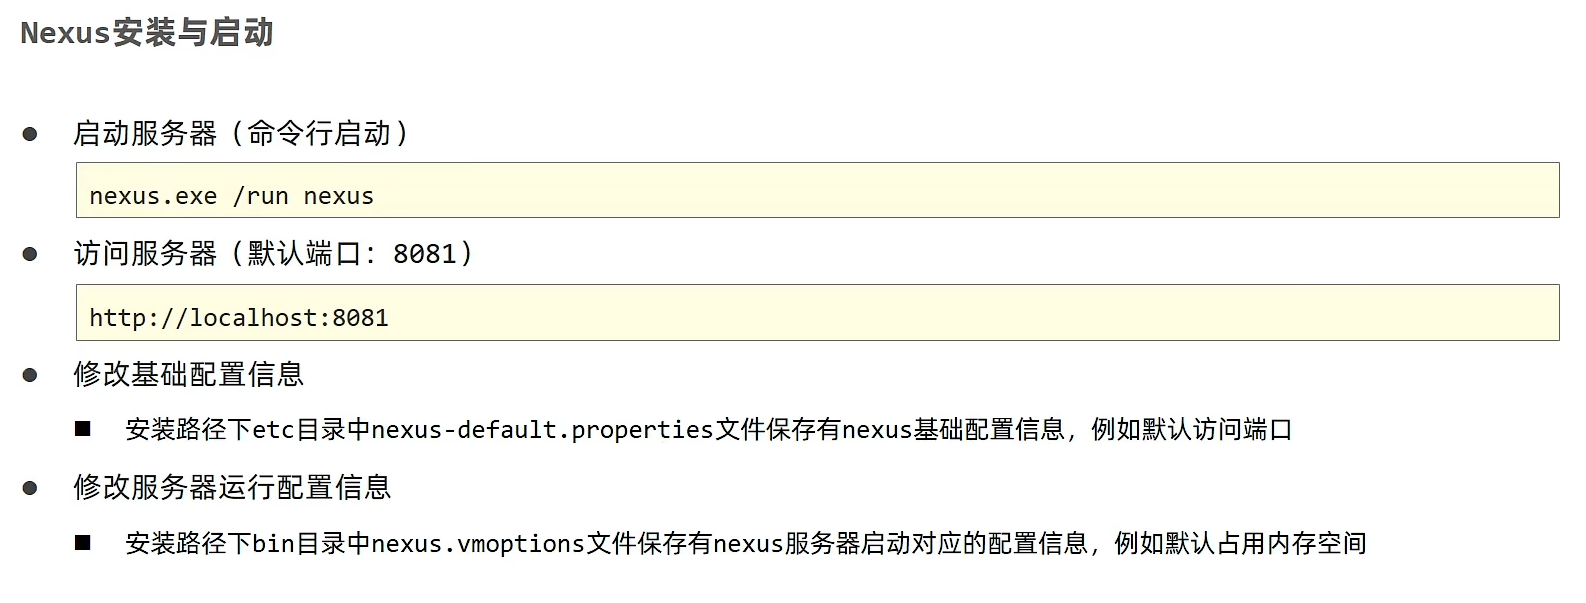 Nexus安装与启动
● 启动服务器（命令行启动）
nexus.exe /run nexus
● 访问服务器（默认端口：8081）
http://localhost:8081
● 修改基础配置信息
■ 安装路径下etc目录中nexus-default.properties文件保存有nexus基础配置信息，例如默认访问端口
● 修改服务器运行配置信息
■ 安装路径下bin目录中nexus.vmoptions文件保存有nexus服务器启动对应的配置信息，例如默认占用内存空间